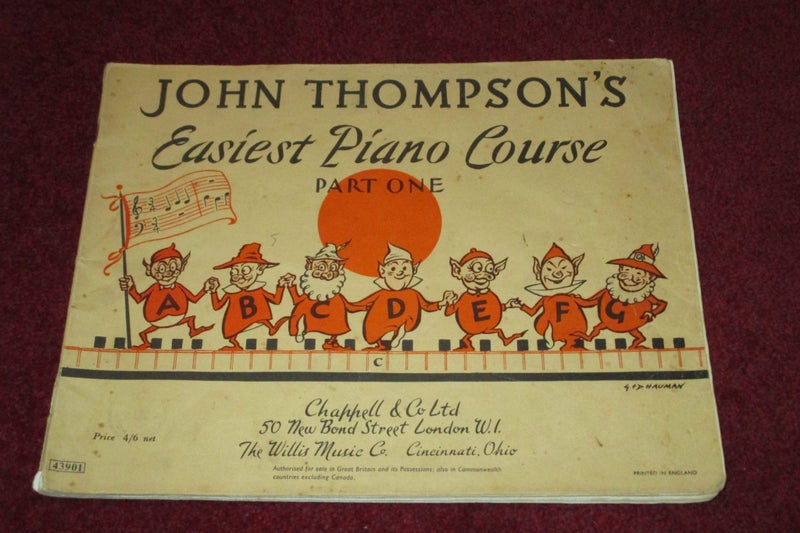 JOHN THOMPSON'S
Easiest Piano Course
PART ONE
A B C D E F G
C
G & D HAUMAN
Chappell & Co Ltd
50 New Bond Street London W.1.
The Willis Music Co. Cincinnati, Ohio
Price 4/6 net
Authorised for sale in Great Britain and its Possessions; also in Commonwealth
countries excluding Canada.
43901
PRINTED IN ENGLAND